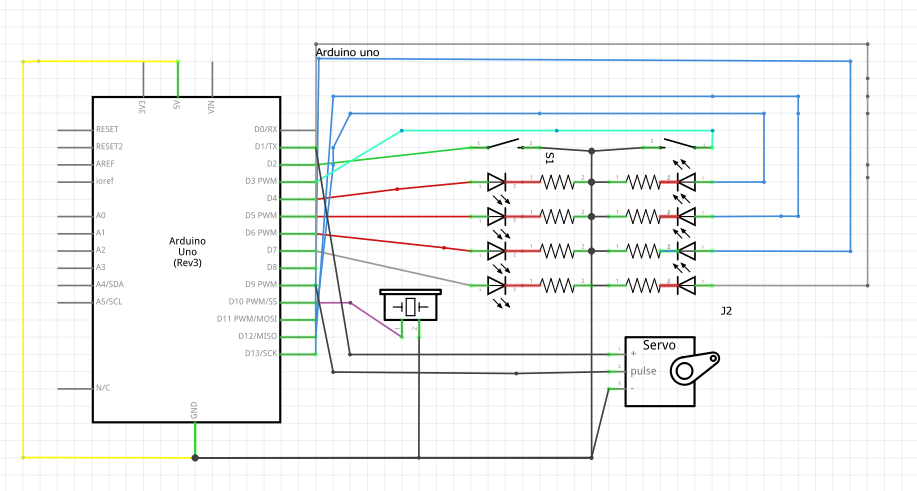 Arduino uno
3V3
5V
VIN
RESET
RESET2
AREF
ioref
A0
A1
A2
A3
A4/SDA
A5/SCL
N/C
Arduino
Uno
(Rev3)
D0/RX
D1/TX
D2
D3 PWM
D4
D5 PWM
D6 PWM
D7
D8
D9 PWM
D10 PWM/SS
D11 PWM/MOSI
D12/MISO
D13/SCK
GND
S1
1
2
J2
Servo
+
pulse
-